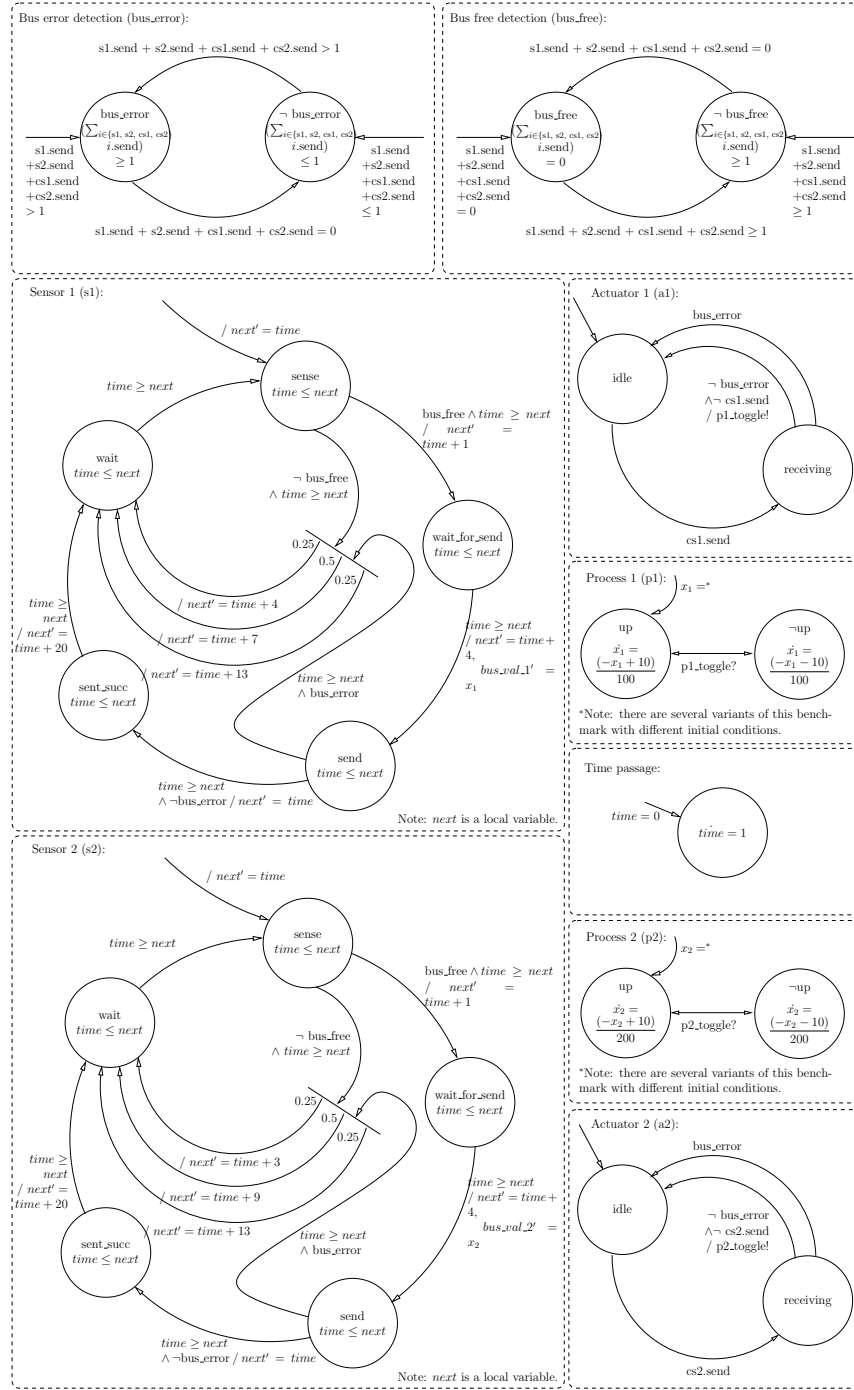 Bus error detection (bus_error):
s1.send + s2.send + cs1.send + cs2.send > 1
bus_error
(∑i∈{s1, s2, cs1, cs2
i.send)
≥ 1
¬ bus_error
(∑i∈{s1, s2, cs1, cs2
i.send)
≤ 1
s1.send
+s2.send
+cs1.send
+cs2.send
> 1
s1.send
+s2.send
+cs1.send
+cs2.send
≤ 1
s1.send + s2.send + cs1.send + cs2.send = 0
Bus free detection (bus_free):
s1.send + s2.send + cs1.send + cs2.send = 0
bus_free
(∑i∈{s1, s2, cs1, cs2
i.send)
= 0
¬ bus_free
(∑i∈{s1, s2, cs1, cs2
i.send)
≥ 1
s1.send
+s2.send
+cs1.send
+cs2.send
= 0
s1.send
+s2.send
+cs1.send
+cs2.send
≥ 1
s1.send + s2.send + cs1.send + cs2.send ≥ 1
Sensor 1 (s1):
/ next′ = time
sense
time ≤ next
time ≥ next
wait
time ≤ next
bus_free ∧ time ≥ next
/ next′ =
time + 1
¬ bus_free
∧ time ≥ next
wait_for_send
time ≤ next
0.25
0.5
0.25
/ next′ = time + 4
/ next′ = time + 7
/ next′ = time + 13
time ≥
next
/ next′ =
time + 20
time ≥ next
/ next′ = time+
4,
bus_val_1′ =
x1
sent_succ
time ≤ next
time ≥ next
∧ bus_error
send
time ≤ next
time ≥ next
∧ ¬bus_error / next′ = time
Note: next is a local variable.
Actuator 1 (a1):
bus_error
idle
¬ bus_error
∧¬ cs1.send
/ p1_toggle!
receiving
cs1.send
Process 1 (p1):
x1 =*
up
ẋ1 =
(−x1 + 10)
100
p1_toggle?
¬up
ẋ1 =
(−x1 − 10)
100
*Note: there are several variants of this bench-
mark with different initial conditions.
Time passage:
time = 0
ṫime = 1
Sensor 2 (s2):
/ next′ = time
sense
time ≤ next
time ≥ next
wait
time ≤ next
bus_free ∧ time ≥ next
/ next′ =
time + 1
¬ bus_free
∧ time ≥ next
wait_for_send
time ≤ next
0.25
0.5
0.25
/ next′ = time + 3
/ next′ = time + 9
/ next′ = time + 13
time ≥
next
/ next′ =
time + 20
time ≥ next
/ next′ = time+
4,
bus_val_2′ =
x2
sent_succ
time ≤ next
time ≥ next
∧ bus_error
send
time ≤ next
time ≥ next
∧ ¬bus_error / next′ = time
Note: next is a local variable.
Process 2 (p2):
x2 =*
up
ẋ2 =
(−x2 + 10)
200
p2_toggle?
¬up
ẋ2 =
(−x2 − 10)
200
*Note: there are several variants of this bench-
mark with different initial conditions.
Actuator 2 (a2):
bus_error
idle
¬ bus_error
∧¬ cs2.send
/ p2_toggle!
receiving
cs2.send